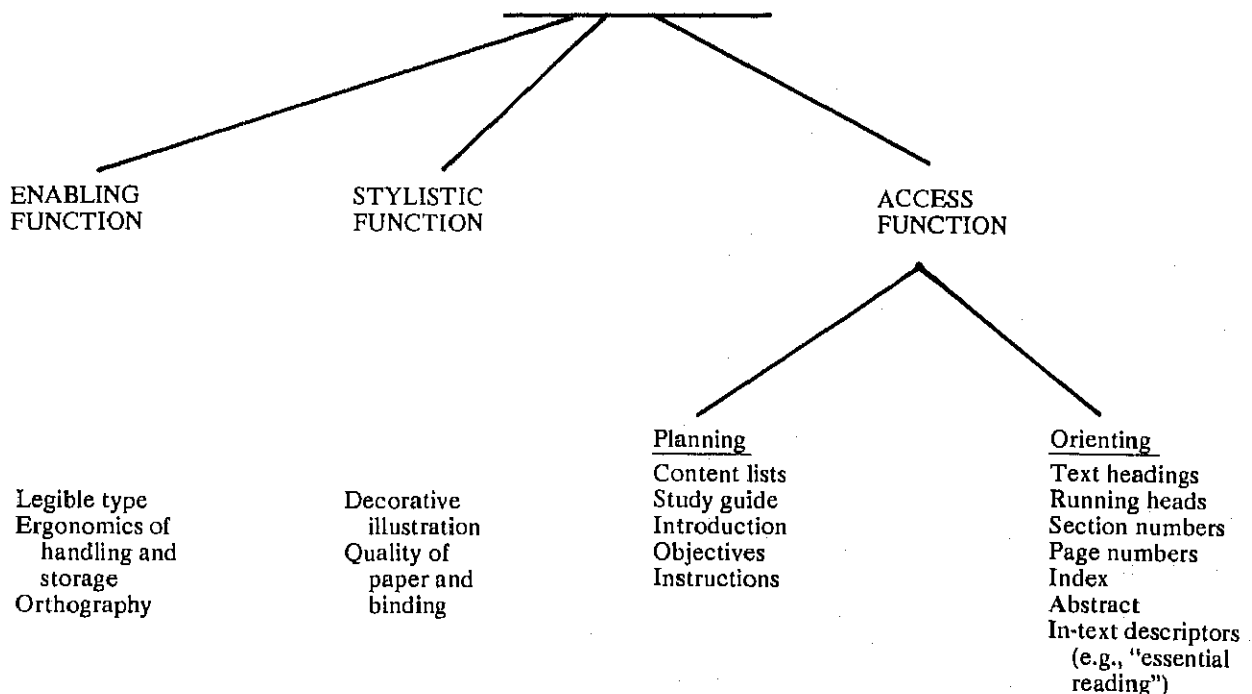 ENABLING
FUNCTION
STYLISTIC
FUNCTION
ACCESS
FUNCTION
Legible type
Ergonomics of
handling and
storage
Orthography
Decorative
illustration
Quality of
paper and
binding
Planning
Content lists
Study guide
Introduction
Objectives
Instructions
Orienting
Text headings
Running heads
Section numbers
Page numbers
Index
Abstract
In-text descriptors
(e.g., "essential
reading")